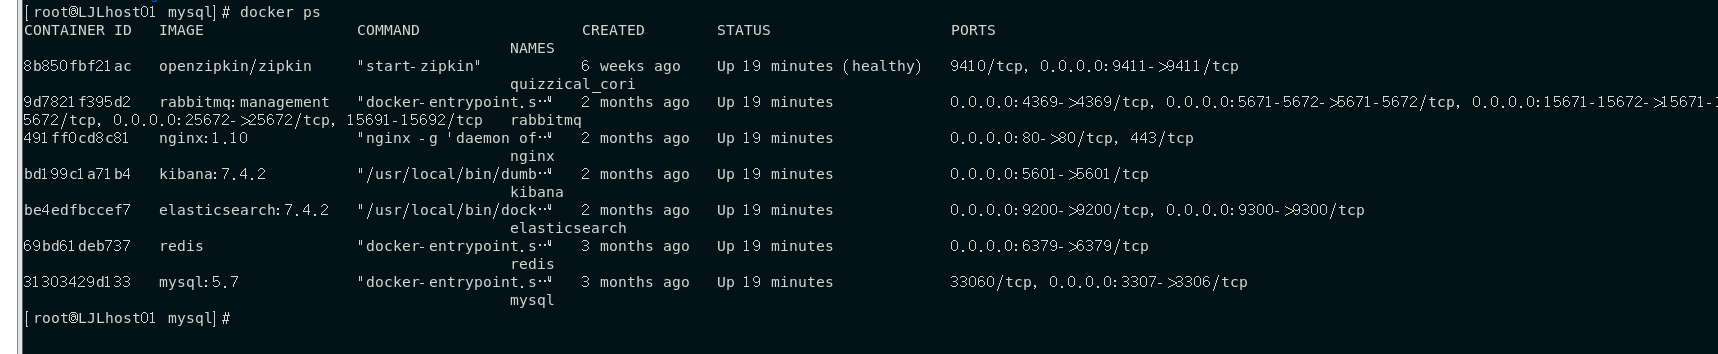 [root@LJLhost01 mysql]# docker ps
CONTAINER ID IMAGE COMMAND CREATED STATUS PORTS
NAMES
8b850fbf21ac openzipkin/zipkin "start-zipkin" 6 weeks ago Up 19 minutes (healthy) 9410/tcp, 0.0.0.0:9411->9411/tcp
quizzical_cori
9d7821f395d2 rabbitmq:management "docker-entrypoint.s…" 2 months ago Up 19 minutes 0.0.0.0:4369->4369/tcp, 0.0.0.0:5671-5672->5671-5672/tcp, 0.0.0.0:15671-15672->15671-1
5672/tcp, 0.0.0.0:25672->25672/tcp, 15691-15692/tcp rabbitmq
491ff0cd8c81 nginx:1.10 "nginx -g 'daemon of…" 2 months ago Up 19 minutes 0.0.0.0:80->80/tcp, 443/tcp
nginx
bd199c1a71b4 kibana:7.4.2 "/usr/local/bin/dumb…" 2 months ago Up 19 minutes 0.0.0.0:5601->5601/tcp
kibana
be4edfbccef7 elasticsearch:7.4.2 "/usr/local/bin/dock…" 2 months ago Up 19 minutes 0.0.0.0:9200->9200/tcp, 0.0.0.0:9300->9300/tcp
elasticsearch
69bd61deb737 redis "docker-entrypoint.s…" 3 months ago Up 19 minutes 0.0.0.0:6379->6379/tcp
redis
31303429d133 mysql:5.7 "docker-entrypoint.s…" 3 months ago Up 19 minutes 33060/tcp, 0.0.0.0:3307->3306/tcp
mysql
[root@LJLhost01 mysql]#